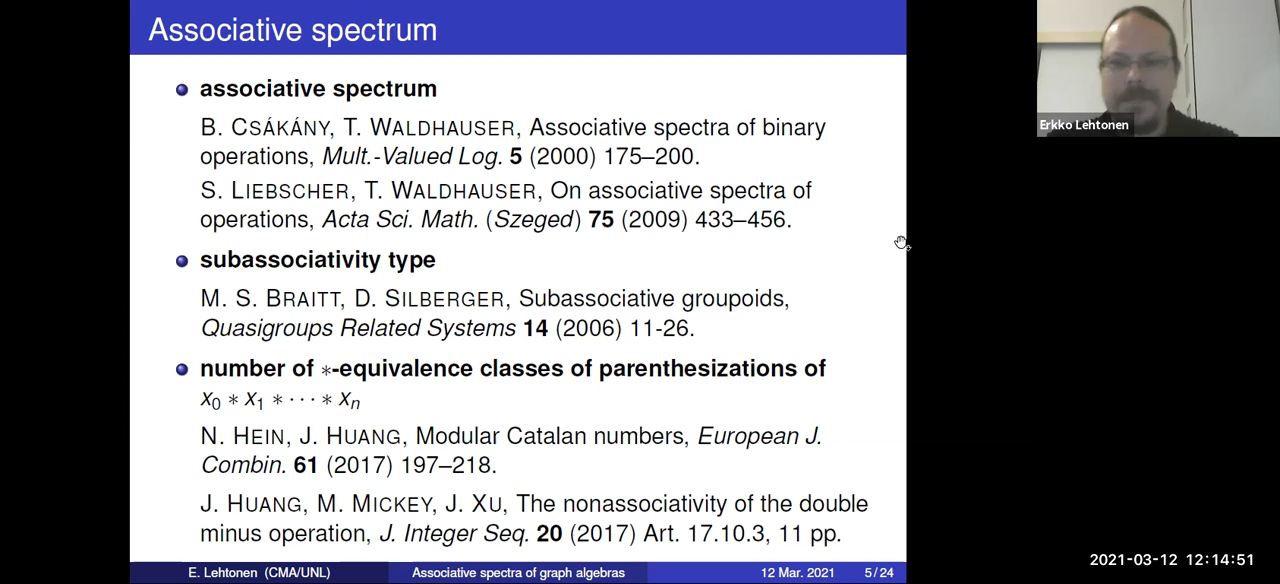 Associative spectrum
associative spectrum
B. CSÁKÁNY, T. WALDHAUSER, Associative spectra of binary
operations, Mult.-Valued Log. 5 (2000) 175–200.
S. LIEBSCHER, T. WALDHAUSER, On associative spectra of
operations, Acta Sci. Math. (Szeged) 75 (2009) 433–456.
subassociativity type
M. S. BRAITT, D. SILBERGER, Subassociative groupoids,
Quasigroups Related Systems 14 (2006) 11-26.
number of ∗-equivalence classes of parenthesizations of
x₀ ∗ x₁ ∗ ··· ∗ xₙ
N. HEIN, J. HUANG, Modular Catalan numbers, European J.
Combin. 61 (2017) 197–218.
J. HUANG, M. MICKEY, J. XU, The nonassociativity of the double
minus operation, J. Integer Seq. 20 (2017) Art. 17.10.3, 11 pp.
E. Lehtonen (CMA/UNL) Associative spectra of graph algebras 12 Mar. 2021 5/24
Erkko Lehtonen
2021-03-12 12:14:51